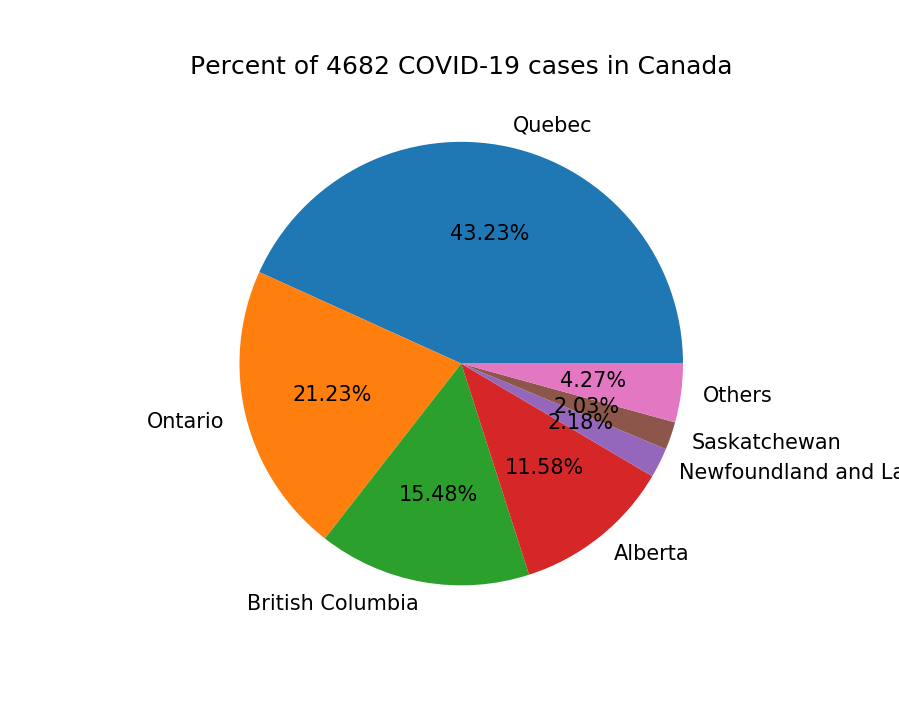 Percent of 4682 COVID-19 cases in Canada
Quebec
43.23%
Ontario
21.23%
British Columbia
15.48%
Alberta
11.58%
Newfoundland and La
2.18%
Saskatchewan
2.03%
Others
4.27%